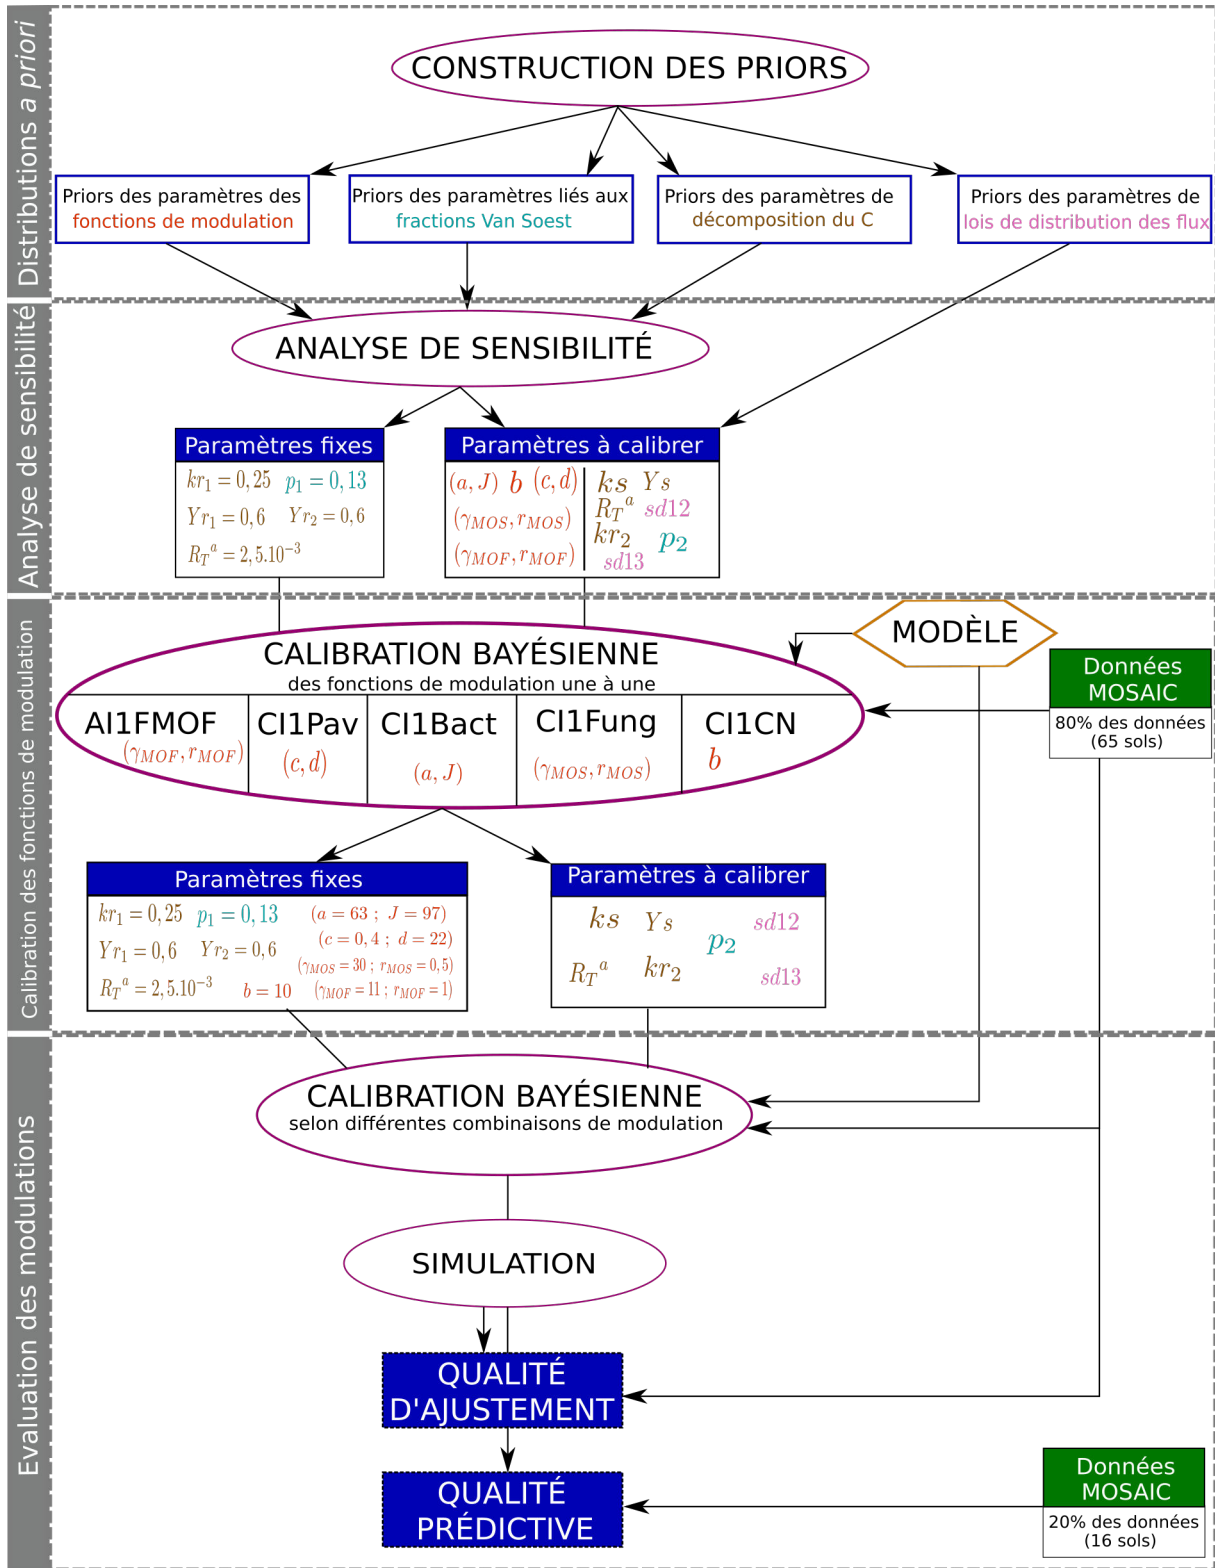 Distributions a priori
CONSTRUCTION DES PRIORS
Priors des paramètres des
fonctions de modulation
Priors des paramètres liés aux
fractions Van Soest
Priors des paramètres de
décomposition du C
Priors des paramètres de
lois de distribution des flux
Analyse de sensibilité
ANALYSE DE SENSIBILITÉ
Paramètres fixes
kr₁ = 0,25 p₁ = 0,13
Yr₁ = 0,6 Yr₂ = 0,6
R_Tᵃ = 2,5.10⁻³
Paramètres à calibrer
(a, J) b (c, d)
(γ_MOS, r_MOS)
(γ_MOF, r_MOF)
ks Ys
R_Tᵃ sd12
kr₂ p₂
sd13
Calibration des fonctions de modulation
MODÈLE
CALIBRATION BAYÉSIENNE
des fonctions de modulation une à une
AI1FMOF
(γ_MOF, r_MOF)
CI1Pav
(c, d)
CI1Bact
(a, J)
CI1Fung
(γ_MOS, r_MOS)
CI1CN
b
Données
MOSAIC
80% des données
(65 sols)
Paramètres fixes
kr₁ = 0,25 p₁ = 0,13 (a = 63 ; J = 97)
(c = 0,4 ; d = 22)
Yr₁ = 0,6 Yr₂ = 0,6
(γ_MOS = 30 ; r_MOS = 0,5)
R_Tᵃ = 2,5.10⁻³ b = 10 (γ_MOF = 11 ; r_MOF = 1)
Paramètres à calibrer
ks Ys sd12
p₂
R_Tᵃ kr₂ sd13
Evaluation des modulations
CALIBRATION BAYÉSIENNE
selon différentes combinaisons de modulation
SIMULATION
QUALITÉ
D'AJUSTEMENT
QUALITÉ
PRÉDICTIVE
Données
MOSAIC
20% des données
(16 sols)